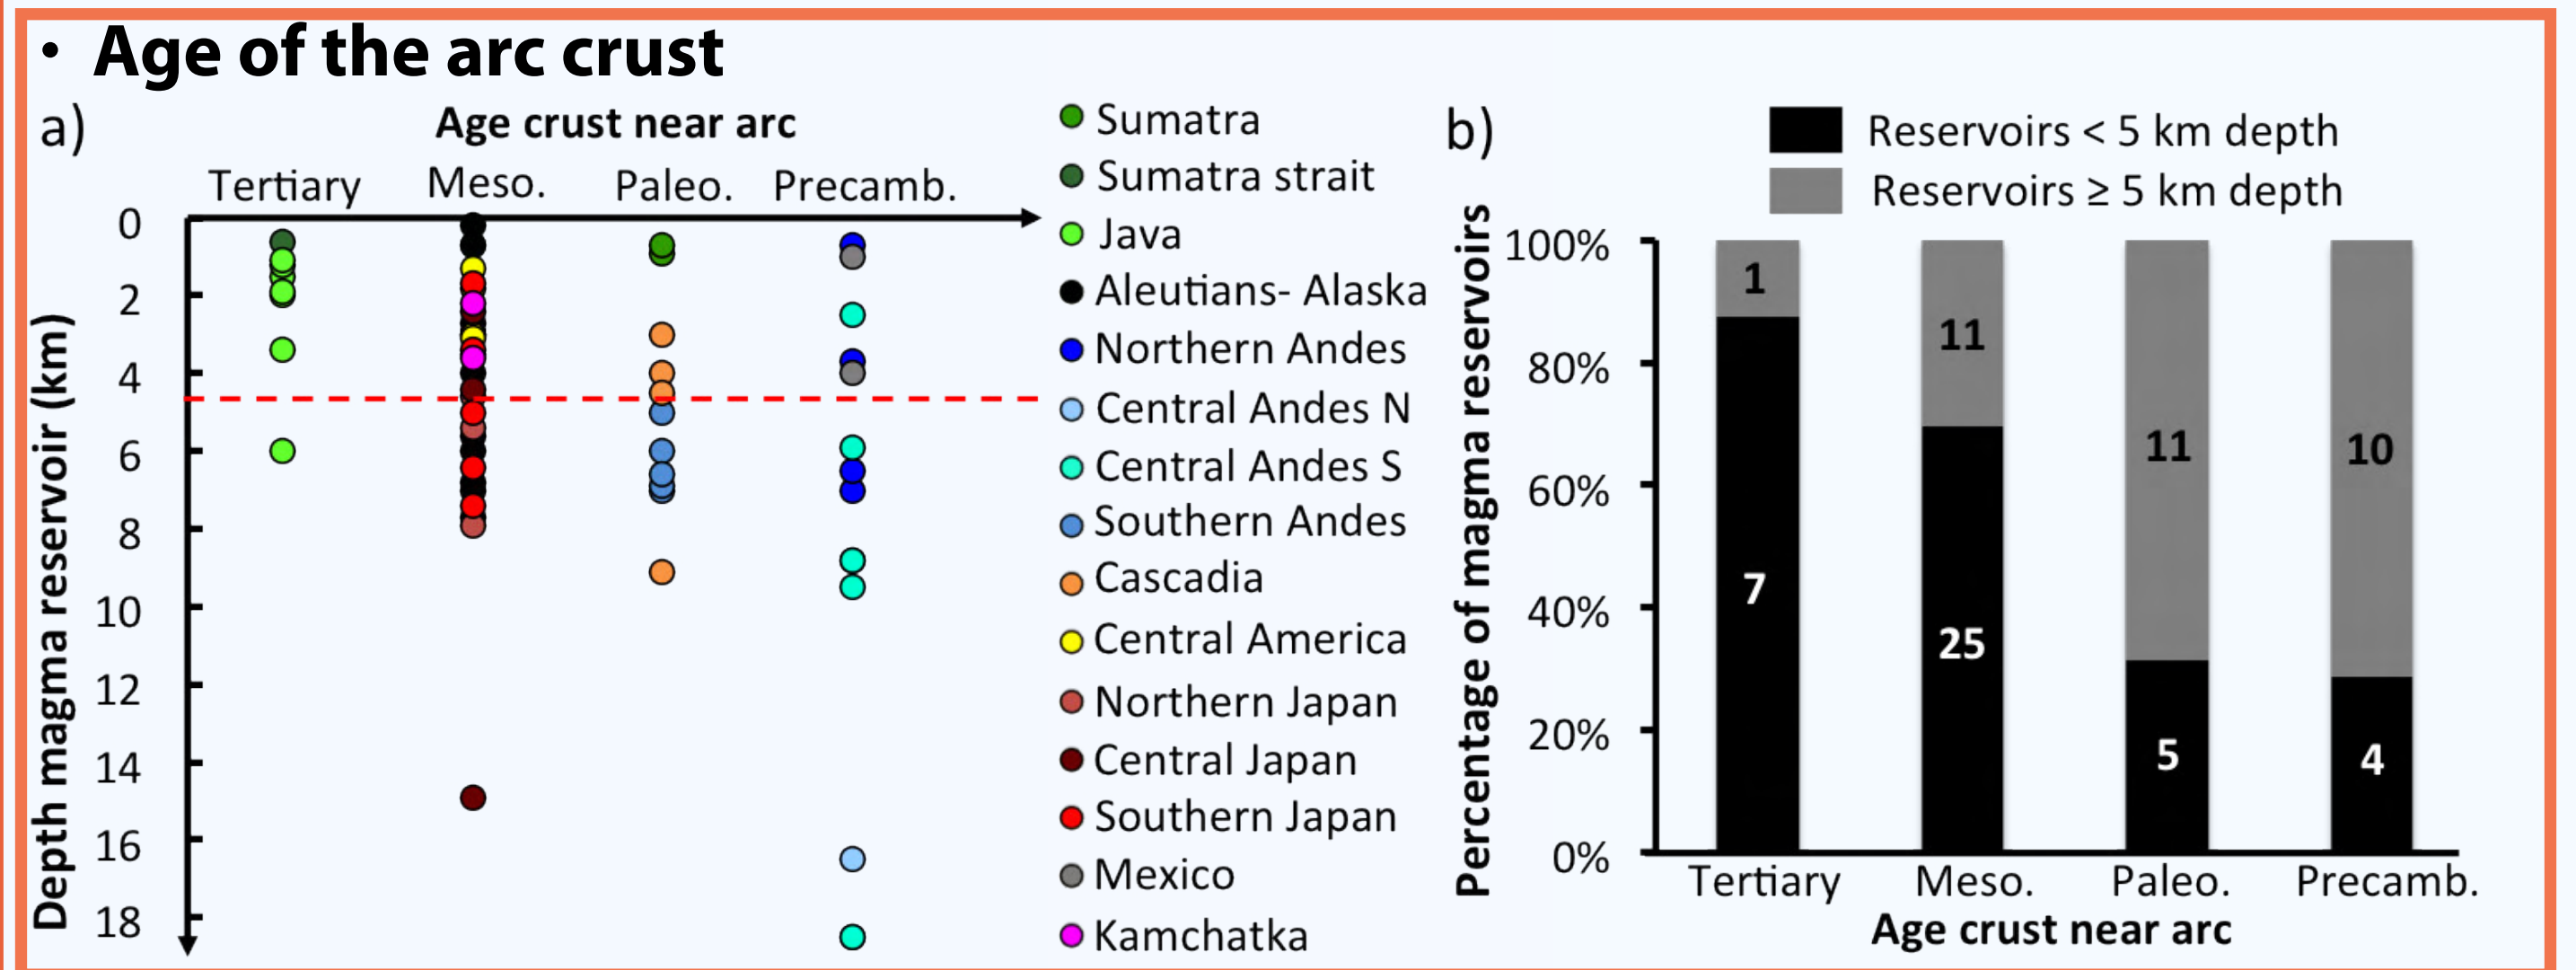 • Age of the arc crust
a)
Age crust near arc
Tertiary Meso. Paleo. Precamb.
Depth magma reservoir (km)
0
2
4
6
8
10
12
14
16
18
Sumatra
Sumatra strait
Java
Aleutians- Alaska
Northern Andes
Central Andes N
Central Andes S
Southern Andes
Cascadia
Central America
Northern Japan
Central Japan
Southern Japan
Mexico
Kamchatka
b)
Reservoirs < 5 km depth
Reservoirs ≥ 5 km depth
Percentage of magma reservoirs
100%
80%
60%
40%
20%
0%
1
11
11
10
7
25
5
4
Tertiary Meso. Paleo. Precamb.
Age crust near arc